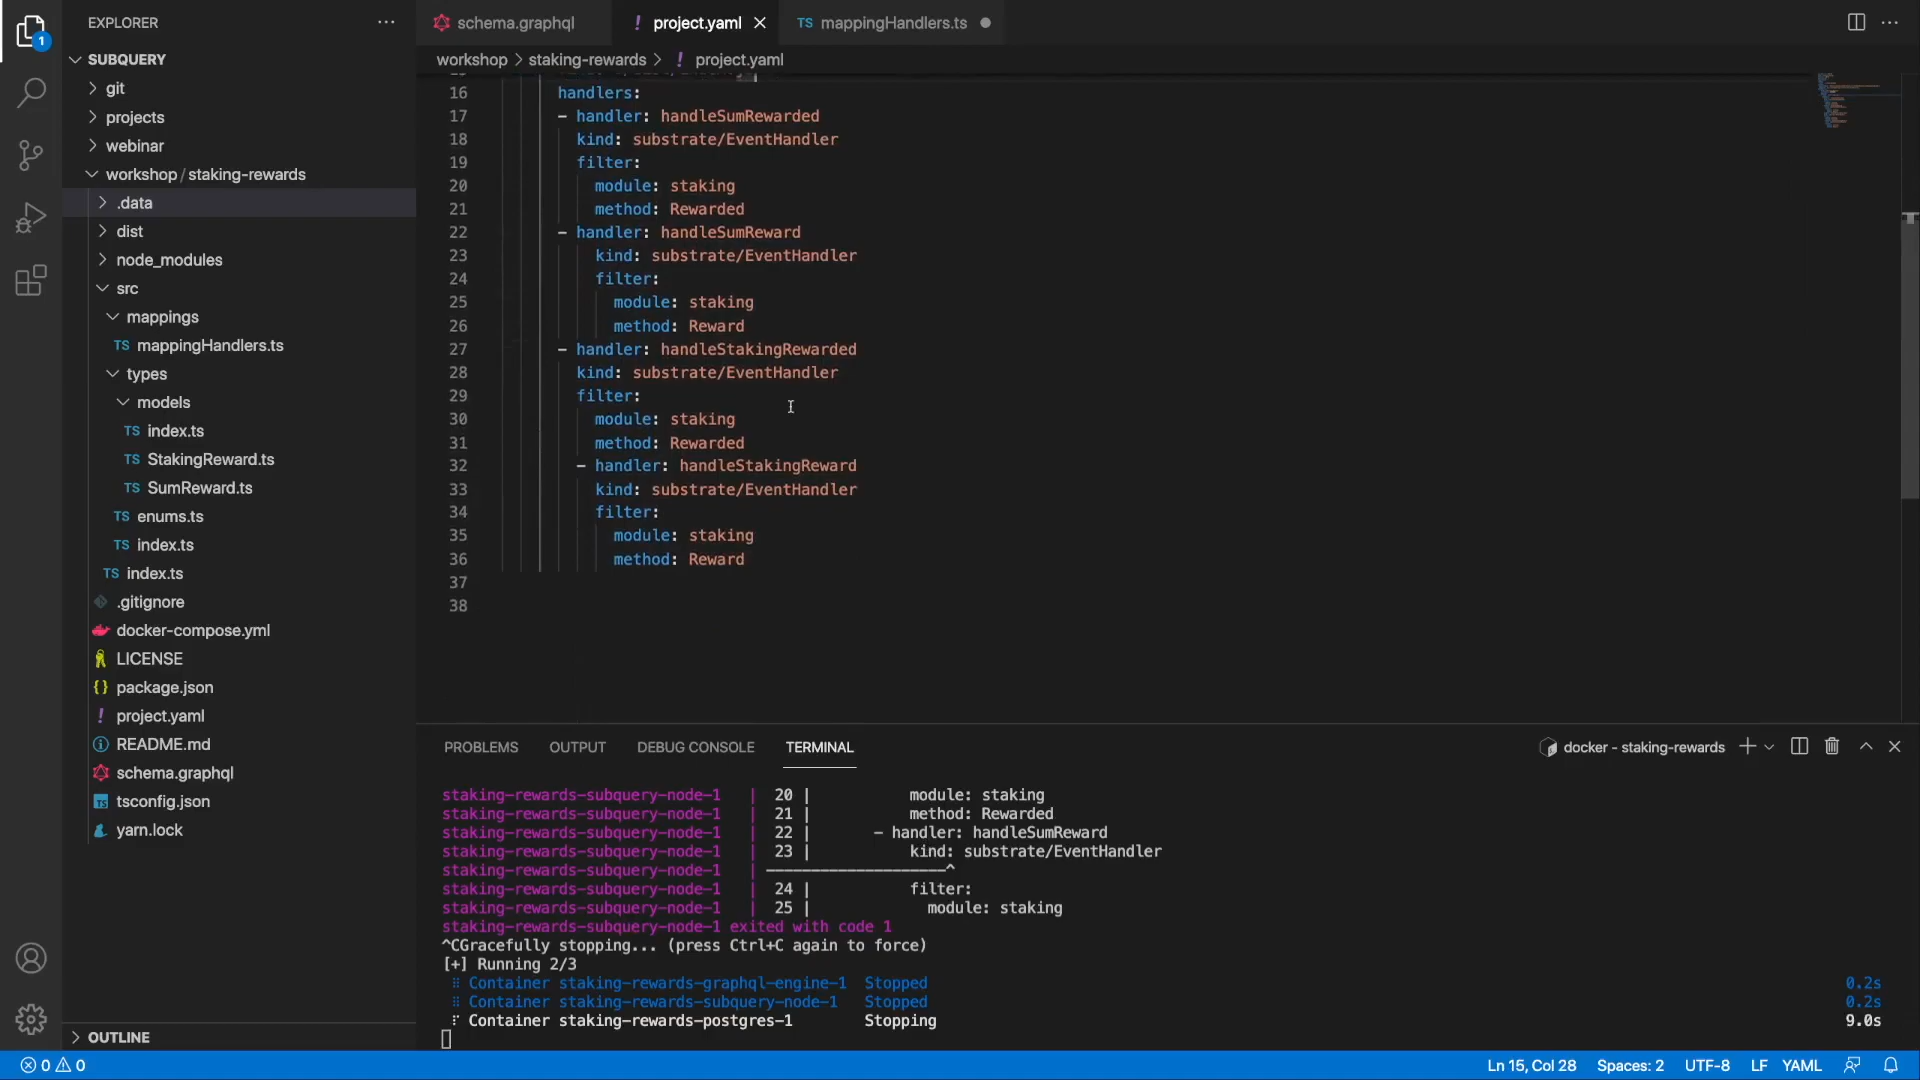 EXPLORER
SUBQUERY
git
projects
webinar
workshop / staking-rewards
.data
dist
node_modules
src
mappings
TS mappingHandlers.ts
types
models
TS index.ts
TS StakingReward.ts
TS SumReward.ts
TS enums.ts
TS index.ts
TS index.ts
.gitignore
docker-compose.yml
LICENSE
{} package.json
! project.yaml
README.md
schema.graphql
TS tsconfig.json
yarn.lock
OUTLINE
1
schema.graphql
! project.yaml
TS mappingHandlers.ts
workshop > staking-rewards > ! project.yaml
16 handlers:
17 - handler: handleSumRewarded
18 kind: substrate/EventHandler
19 filter:
20 module: staking
21 method: Rewarded
22 - handler: handleSumReward
23 kind: substrate/EventHandler
24 filter:
25 module: staking
26 method: Reward
27 - handler: handleStakingRewarded
28 kind: substrate/EventHandler
29 filter:
30 module: staking
31 method: Rewarded
32 - handler: handleStakingReward
33 kind: substrate/EventHandler
34 filter:
35 module: staking
36 method: Reward
37
38
PROBLEMS OUTPUT DEBUG CONSOLE TERMINAL
docker - staking-rewards
staking-rewards-subquery-node-1 | 20 | module: staking
staking-rewards-subquery-node-1 | 21 | method: Rewarded
staking-rewards-subquery-node-1 | 22 | - handler: handleSumReward
staking-rewards-subquery-node-1 | 23 | kind: substrate/EventHandler
staking-rewards-subquery-node-1 | ---------------------^
staking-rewards-subquery-node-1 | 24 | filter:
staking-rewards-subquery-node-1 | 25 | module: staking
staking-rewards-subquery-node-1 exited with code 1
^CGracefully stopping... (press Ctrl+C again to force)
[+] Running 2/3
Container staking-rewards-graphql-engine-1 Stopped 0.2s
Container staking-rewards-subquery-node-1 Stopped 0.2s
Container staking-rewards-postgres-1 Stopping 9.0s
0 0
Ln 15, Col 28 Spaces: 2 UTF-8 LF YAML